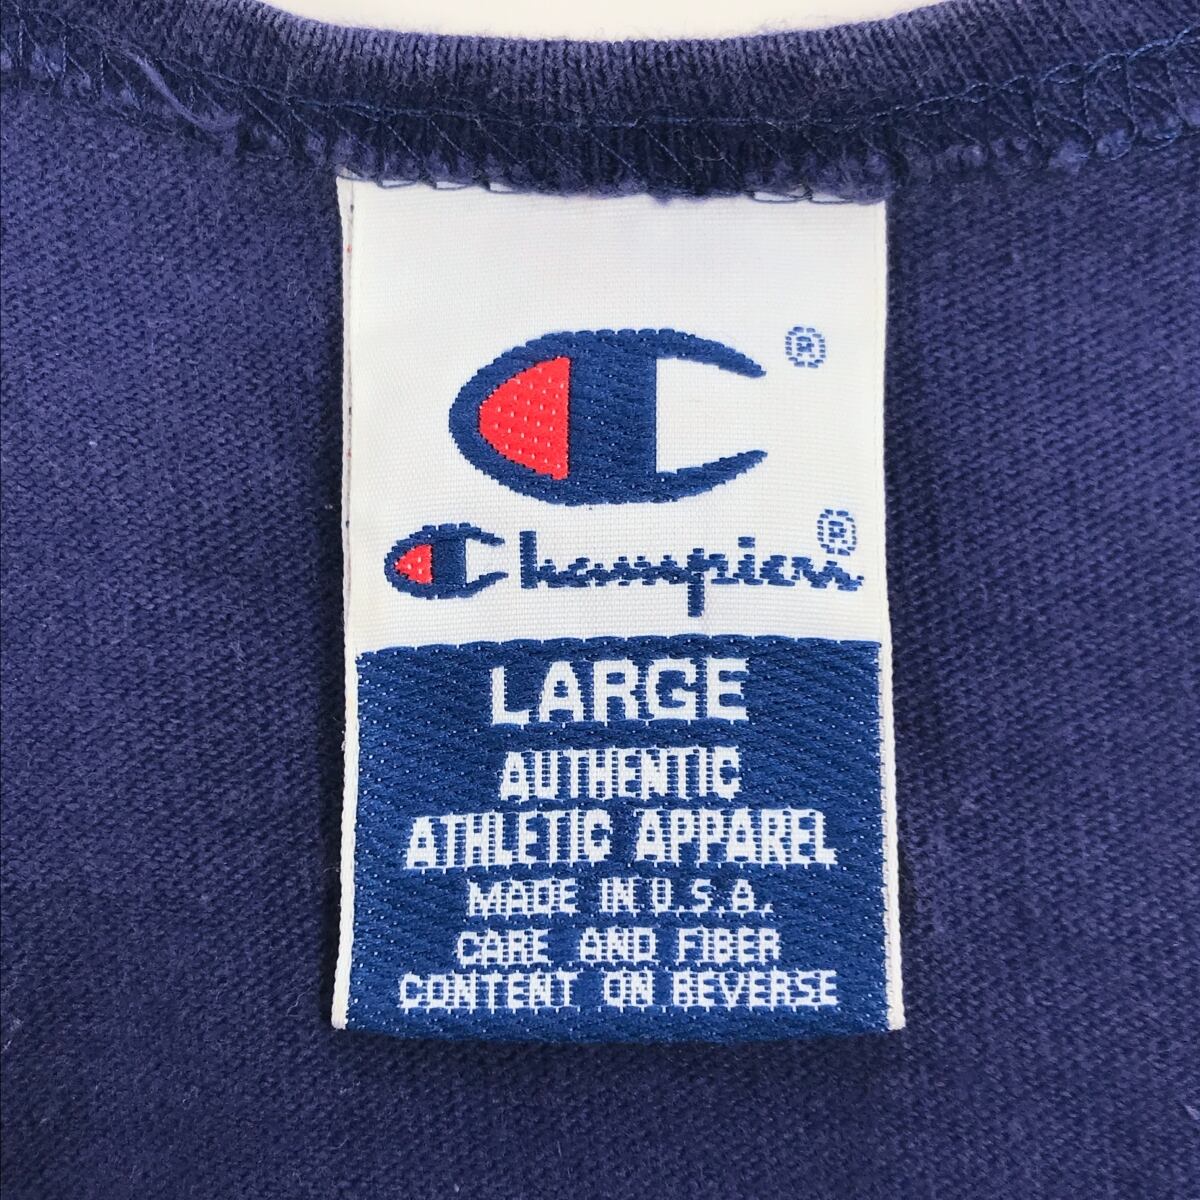 ®
Champion®
LARGE
AUTHENTIC
ATHLETIC APPAREL
MADE IN U.S.A.
CARE AND FIBER
CONTENT ON REVERSE